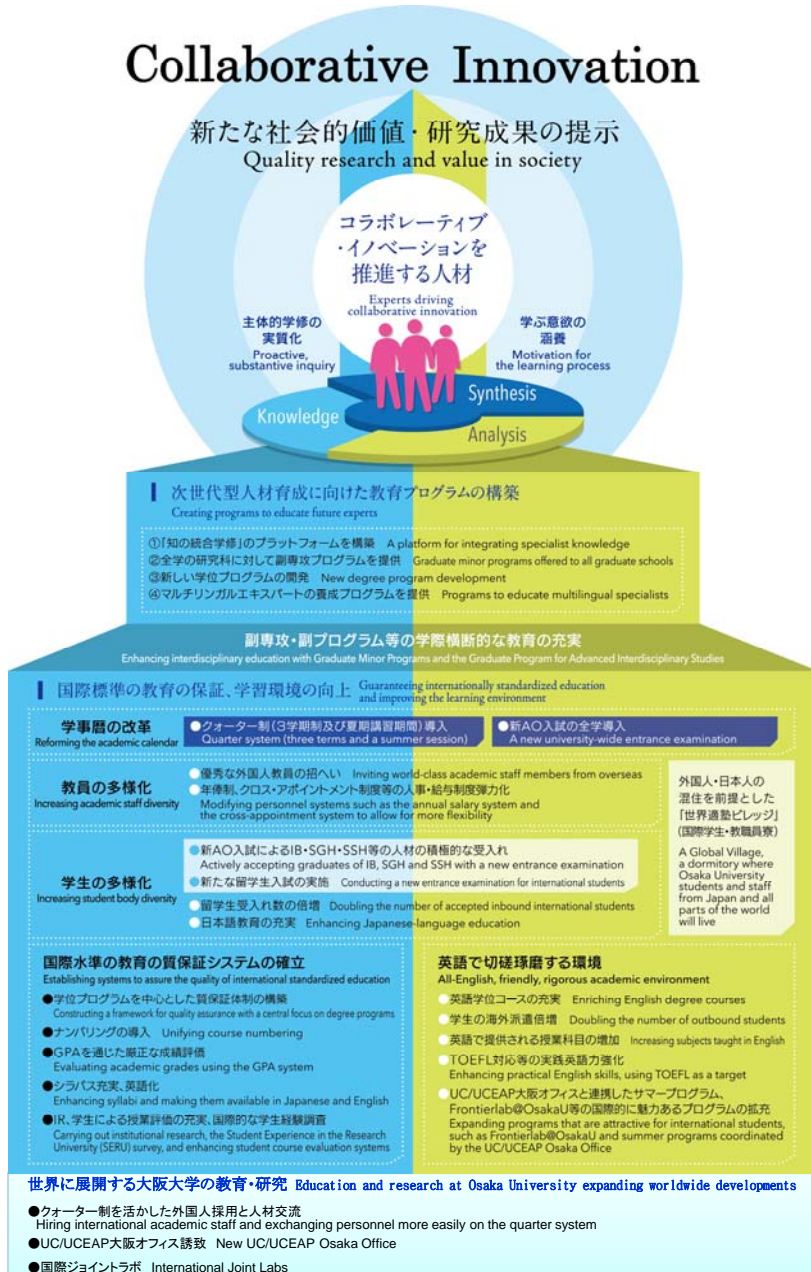 Collaborative Innovation
新たな社会的価値・研究成果の提示
Quality research and value in society
コラボレーティブ
・イノベーションを
推進する人材
Experts driving
collaborative innovation
主体的学修の
実質化
Proactive,
substantive inquiry
学ぶ意欲の
涵養
Motivation for
the learning process
Knowledge
Synthesis
Analysis
次世代型人材育成に向けた教育プログラムの構築
Creating programs to educate future experts
①「知の統合学修」のプラットフォームを構築 A platform for integrating specialist knowledge
②全学の研究科に対して副専攻プログラムを提供 Graduate minor programs offered to all graduate schools
③新しい学位プログラムの開発 New degree program development
④マルチリンガルエキスパートの養成プログラムを提供 Programs to educate multilingual specialists
副専攻・副プログラム等の学際横断的な教育の充実
Enhancing interdisciplinary education with Graduate Minor Programs and the Graduate Program for Advanced Interdisciplinary Studies
国際標準の教育の保証、学習環境の向上 Guaranteeing internationally standardized education
and improving the learning environment
学事暦の改革
Reforming the academic calendar
●クォーター制(3学期制及び夏期講習期間)導入
Quarter system (three terms and a summer session)
●新AO入試の全学導入
A new university-wide entrance examination
教員の多様化
Increasing academic staff diversity
●優秀な外国人教員の招へい Inviting world-class academic staff members from overseas
●年俸制、クロス・アポイントメント制度等の人事・給与制度弾力化
Modifying personnel systems such as the annual salary system and
the cross-appointment system to allow for more flexibility
学生の多様化
Increasing student body diversity
●新AO入試によるIB・SGH・SSH等の人材の積極的な受入れ
Actively accepting graduates of IB, SGH and SSH with a new entrance examination
●新たな留学生入試の実施 Conducting a new entrance examination for international students
●留学生受入れ数の倍増 Doubling the number of accepted inbound international students
●日本語教育の充実 Enhancing Japanese-language education
外国人・日本人の
混住を前提とした
「世界適塾ビレッジ」
(国際学生・教職員寮)
A Global Village,
a dormitory where
Osaka University
students and staff
from Japan and all
parts of the world
will live
国際水準の教育の質保証システムの確立
Establishing systems to assure the quality of international standardized education
●学位プログラムを中心とした質保証体制の構築
Constructing a framework for quality assurance with a central focus on degree programs
●ナンバリングの導入 Unifying course numbering
●GPAを通じた厳正な成績評価
Evaluating academic grades using the GPA system
●シラバス充実、英語化
Enhancing syllabi and making them available in Japanese and English
●IR、学生による授業評価の充実、国際的な学生経験調査
Carrying out institutional research, the Student Experience in the Research
University (SERU) survey, and enhancing student course evaluation systems
英語で切磋琢磨する環境
All-English, friendly, rigorous academic environment
●英語学位コースの充実 Enriching English degree courses
●学生の海外派遣倍増 Doubling the number of outbound students
●英語で提供される授業科目の増加 Increasing subjects taught in English
●TOEFL対応等の実践英語力強化
Enhancing practical English skills, using TOEFL as a target
●UC/UCEAP大阪オフィスと連携したサマープログラム、
Frontierlab@OsakaU等の国際的に魅力あるプログラムの拡充
Expanding programs that are attractive for international students,
such as Frontierlab@OsakaU and summer programs coordinated
by the UC/UCEAP Osaka Office
世界に展開する大阪大学の教育・研究 Education and research at Osaka University expanding worldwide developments
●クォーター制を活かした外国人採用と人材交流
Hiring international academic staff and exchanging personnel more easily on the quarter system
●UC/UCEAP大阪オフィス誘致 New UC/UCEAP Osaka Office
●国際ジョイントラボ International Joint Labs